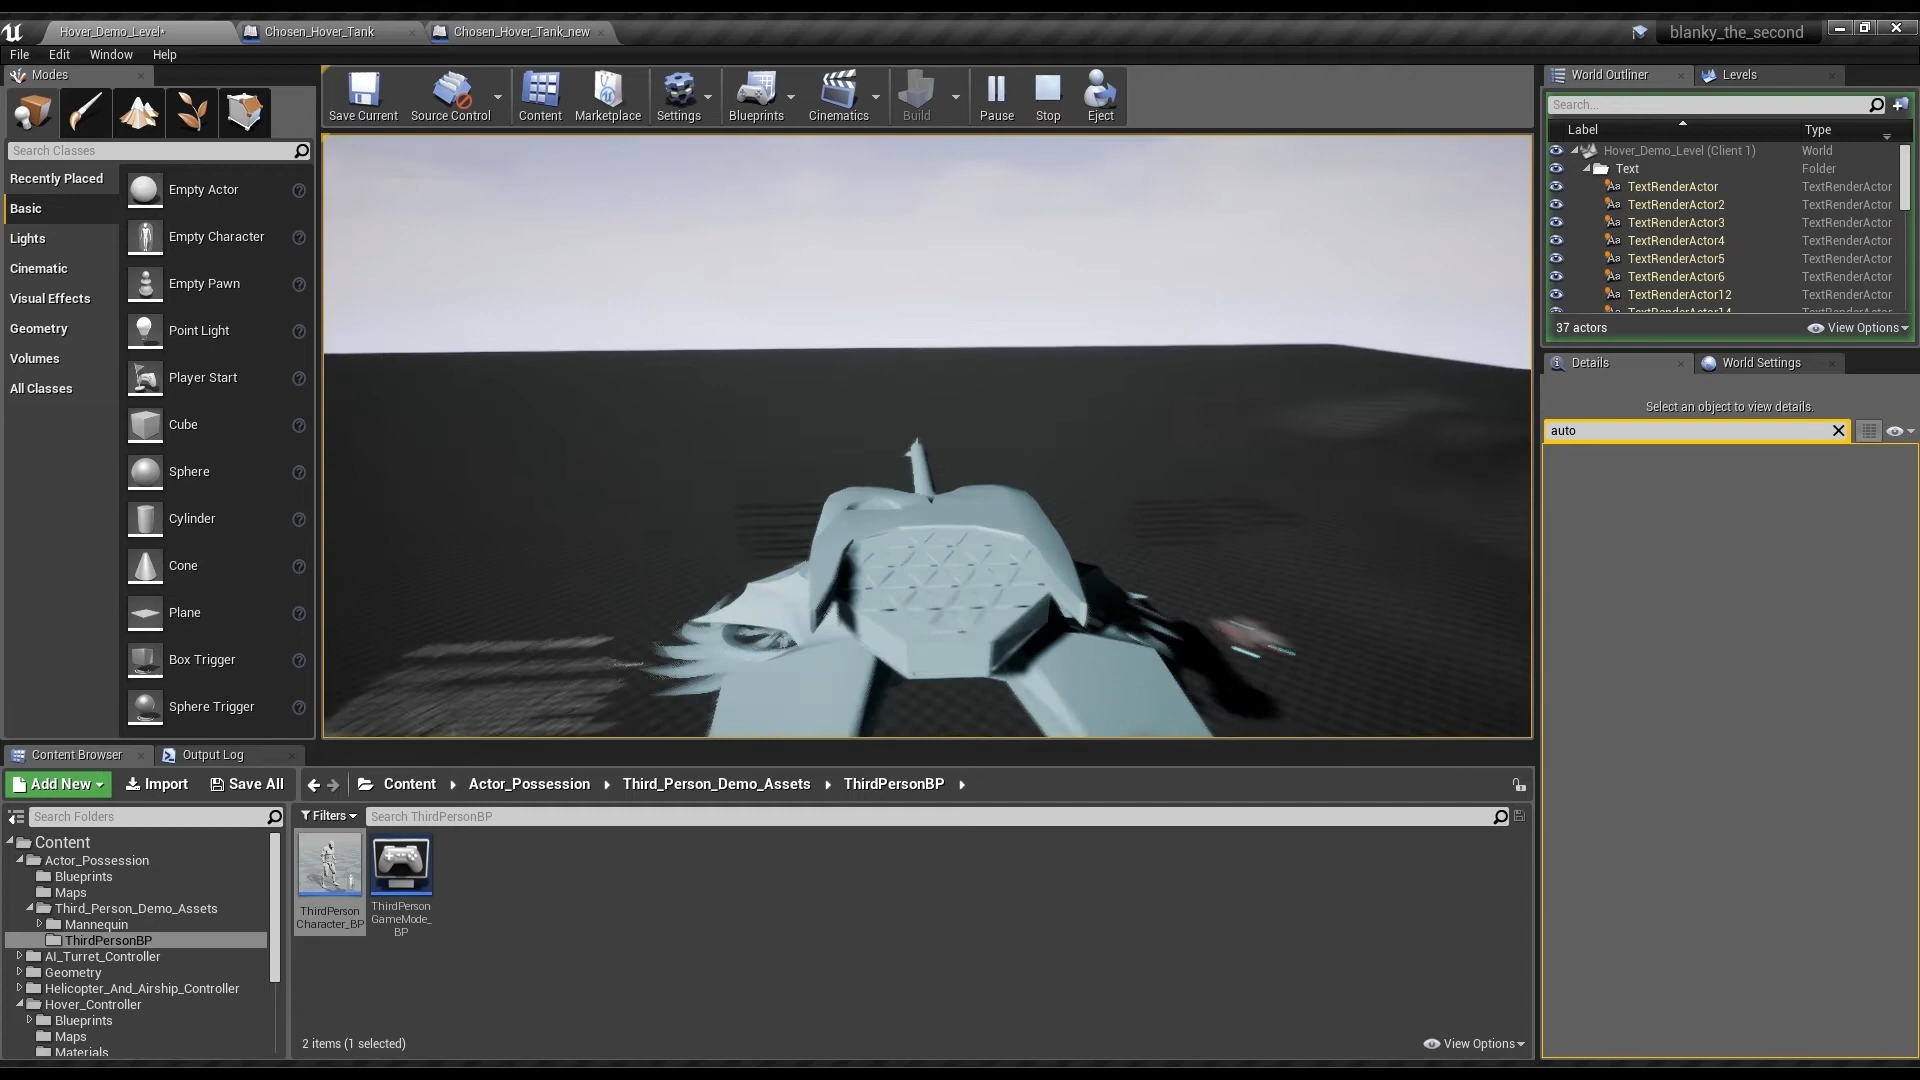 Hover_Demo_Level*
Chosen_Hover_Tank
Chosen_Hover_Tank_new
blanky_the_second
File Edit Window Help
Modes
Save Current
Source Control
Content
Marketplace
Settings
Blueprints
Cinematics
Build
Pause
Stop
Eject
Search Classes
Recently Placed
Basic
Lights
Cinematic
Visual Effects
Geometry
Volumes
All Classes
Empty Actor
Empty Character
Empty Pawn
Point Light
Player Start
Cube
Sphere
Cylinder
Cone
Plane
Box Trigger
Sphere Trigger
World Outliner
Levels
Search...
Label Type
Hover_Demo_Level (Client 1) World
Text Folder
TextRenderActor TextRenderActor
TextRenderActor2 TextRenderActor
TextRenderActor3 TextRenderActor
TextRenderActor4 TextRenderActor
TextRenderActor5 TextRenderActor
TextRenderActor6 TextRenderActor
TextRenderActor12 TextRenderActor
TextRenderActor14 TextRenderActor
37 actors
View Options
Details
World Settings
Select an object to view details.
auto
Content Browser
Output Log
Add New
Import
Save All
Content
Actor_Possession
Third_Person_Demo_Assets
ThirdPersonBP
Search Folders
Filters
Search ThirdPersonBP
Content
Actor_Possession
Blueprints
Maps
Third_Person_Demo_Assets
Mannequin
ThirdPersonBP
AI_Turret_Controller
Geometry
Helicopter_And_Airship_Controller
Hover_Controller
Blueprints
Maps
Materials
ThirdPerson
Character_BP
ThirdPerson
GameMode_
BP
2 items (1 selected)
View Options